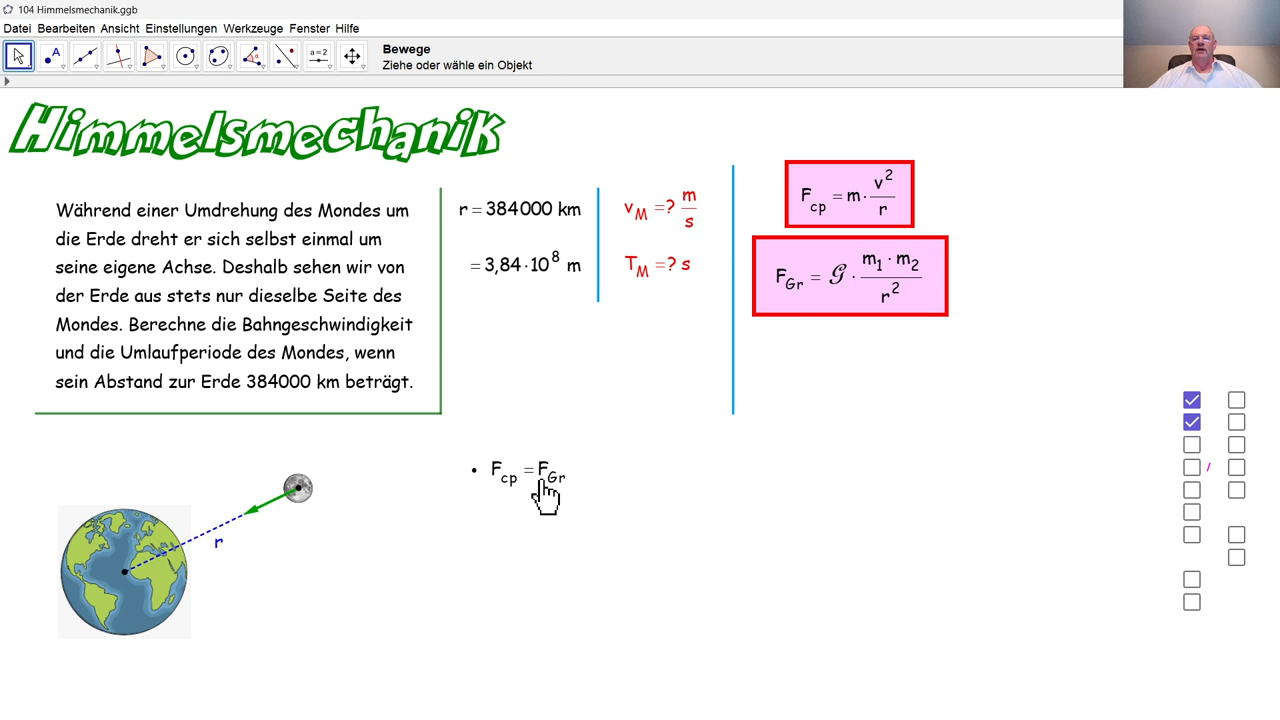 104 Himmelsmechanik.ggb
Datei Bearbeiten Ansicht Einstellungen Werkzeuge Fenster Hilfe
A
a=2
Bewege
Ziehe oder wähle ein Objekt
Himmelsmechanik
Während einer Umdrehung des Mondes um
die Erde dreht er sich selbst einmal um
seine eigene Achse. Deshalb sehen wir von
der Erde aus stets nur dieselbe Seite des
Mondes. Berechne die Bahngeschwindigkeit
und die Umlaufperiode des Mondes, wenn
sein Abstand zur Erde 384000 km beträgt.
r = 384000 km
= 3,84 · 10^8 m
v_M = ? m/s
T_M = ? s
F_cp = m · v^2/r
F_Gr = 𝒢 · m_1 · m_2 / r^2
• F_cp = F_Gr
r
/